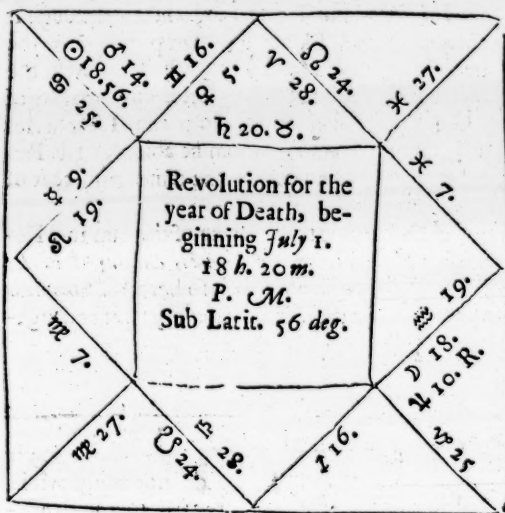 ♂ 14.
☉ 18.56.
♋ 25.
♊ 16.
♀ 5.
☊ 24.
♈ 28.
♓ 27.
♄ 20. ♉.
☿ 9.
♌ 19.
Revolution for the
year of Death, be-
ginning July 1.
18 h. 20 m.
P. M.
Sub Latit. 56 deg.
♓ 7.
♒ 19.
☽ 18.
♃ 10. R.
♑ 25
♍ 7.
♍ 27.
☋ 24.
♎ 28.
♐ 16.